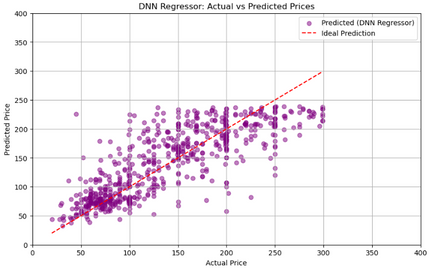 DNN Regressor: Actual vs Predicted Prices
Predicted (DNN Regressor)
Ideal Prediction
Predicted Price
400
350
300
250
200
150
100
50
0
0 50 100 150 200 250 300 350 400
Actual Price